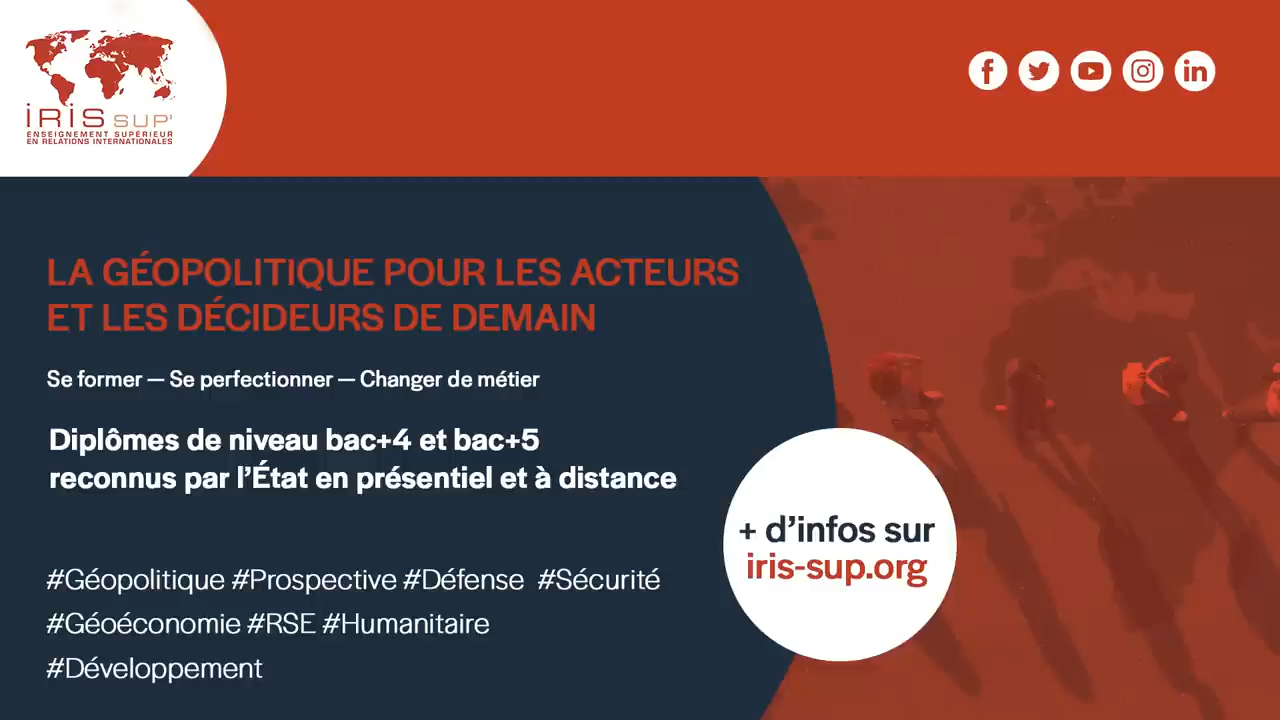 iRiS SUP'
ENSEIGNEMENT SUPÉRIEUR
EN RELATIONS INTERNATIONALES
LA GÉOPOLITIQUE POUR LES ACTEURS
ET LES DÉCIDEURS DE DEMAIN
Se former — Se perfectionner — Changer de métier
Diplômes de niveau bac+4 et bac+5
reconnus par l'État en présentiel et à distance
+ d'infos sur
iris-sup.org
#Géopolitique #Prospective #Défense #Sécurité
#Géoéconomie #RSE #Humanitaire
#Développement